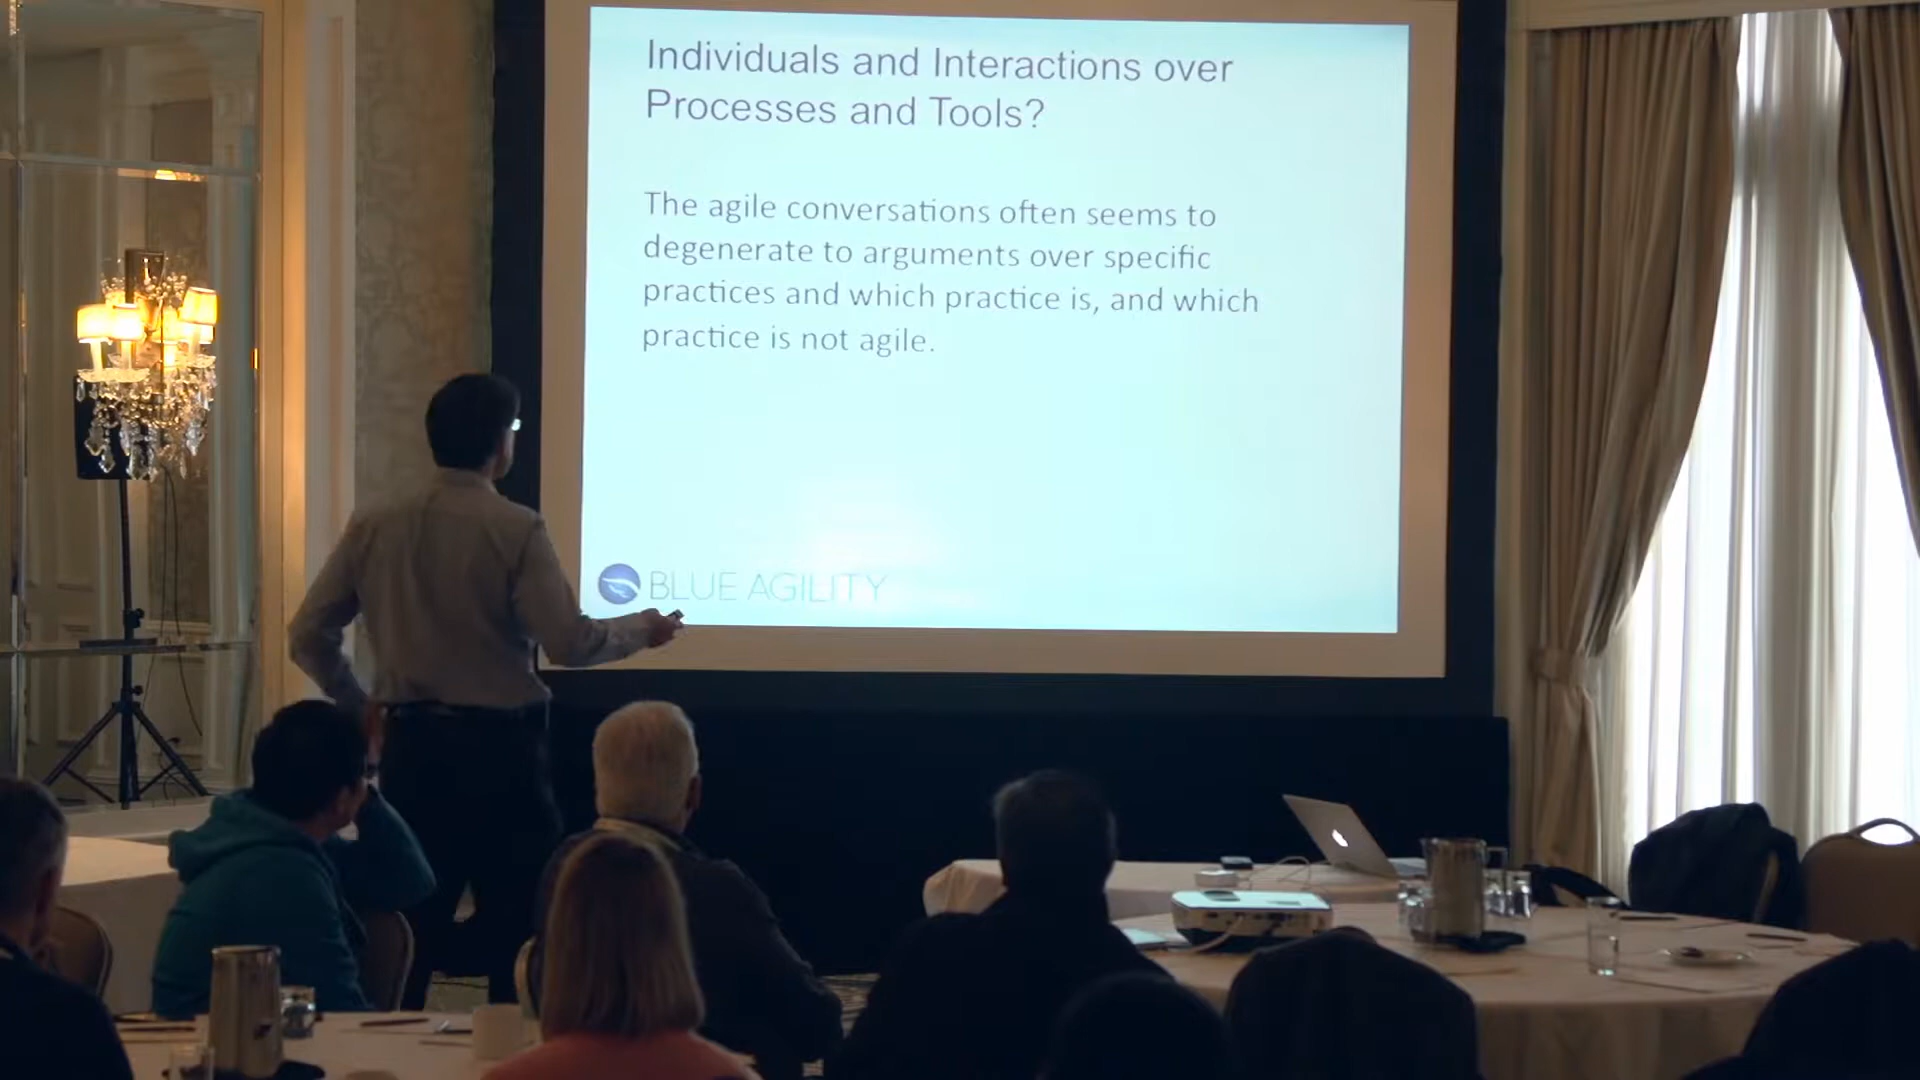 Individuals and Interactions over
Processes and Tools?
The agile conversations often seems to
degenerate to arguments over specific
practices and which practice is, and which
practice is not agile.
BLUE AGILITY